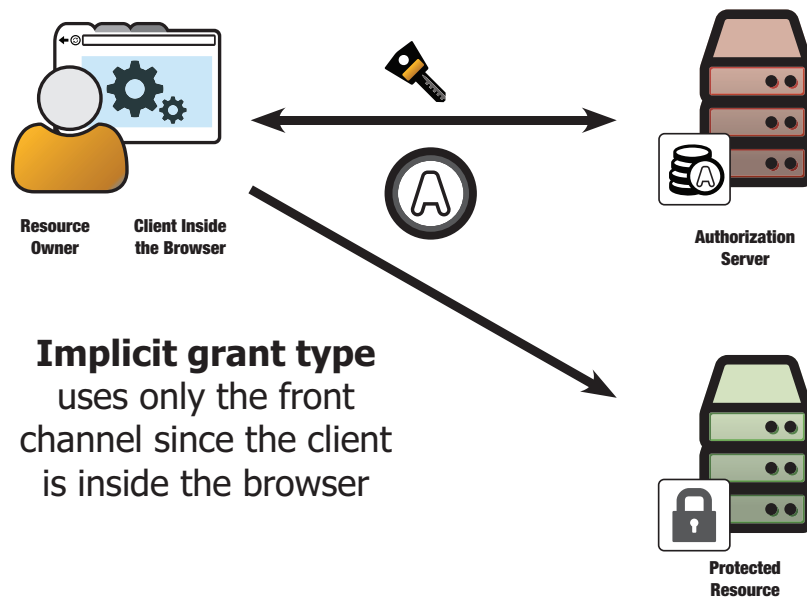 A
A
Resource
Owner
Client Inside
the Browser
Authorization
Server
Implicit grant type
uses only the front
channel since the client
is inside the browser
Protected
Resource